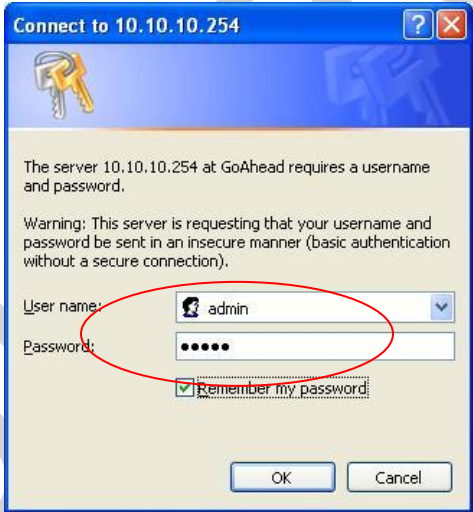 Connect to 10.10.10.254
The server 10.10.10.254 at GoAhead requires a username
and password.
Warning: This server is requesting that your username and
password be sent in an insecure manner (basic authentication
without a secure connection).
User name:
admin
Password:
•••••
Remember my password
OK
Cancel